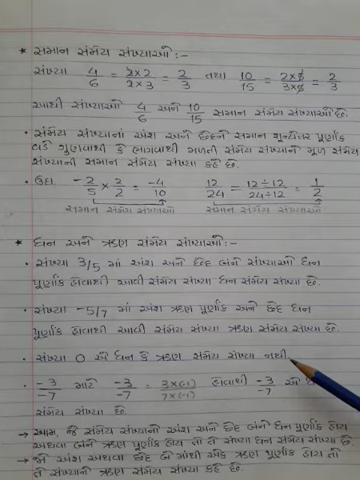 * સમાન સંમેય સંખ્યાઓ :-
સંખ્યા 4/6 = 2×2/2×3 = 2/3 તથા 10/15 = 2×5/3×5 = 2/3
આથી સંખ્યાઓ 4/6 અને 10/15 સમાન સંમેય સંખ્યાઓ છે.
• સંમેય સંખ્યાનાં અંશ અને છેદને સમાન શૂન્યેતર પૂર્ણાંક
વડે ગુણવાથી કે ભાગવાથી મળતી સંમેય સંખ્યાને મૂળ સંમેય
સંખ્યાની સમાન સંમેય સંખ્યા કહે છે.
• ઉદા -2/5 × 2/2 = -4/10 12/24 = 12÷12/24÷12 = 1/2
સમાન સંમેય સંખ્યાઓ સમાન સંમેય સંખ્યાઓ
* ધન અને ઋણ સંમેય સંખ્યાઓ :-
• સંખ્યા 3/5 માં અંશ અને છેદ બંને સંખ્યાઓ ધન
પૂર્ણાંક હોવાથી આવી સંમેય સંખ્યા ધન સંમેય સંખ્યા છે.
• સંખ્યા -5/7 માં અંશ ઋણ પૂર્ણાંક અને છેદ ધન
પૂર્ણાંક હોવાથી આવી સંમેય સંખ્યા ઋણ સંમેય સંખ્યા છે.
• સંખ્યા 0 એ ધન કે ઋણ સંમેય સંખ્યા નથી.
• -3/-7 માટે -3/-7 = 3×(-1)/7×(-1) હોવાથી -3/-7 એ
સંમેય સંખ્યા છે.
→ આમ, જે સંમેય સંખ્યાનો અંશ અને છેદ બંને ધન પૂર્ણાંક હોય
અથવા બંને ઋણ પૂર્ણાંક હોય તો તે સંખ્યા ધન સંમેય સંખ્યા છે.
→ જો અંશ અથવા છેદ બે માંથી એક ઋણ પૂર્ણાંક હોય તો
તે સંખ્યાને ઋણ સંમેય સંખ્યા કહે છે.